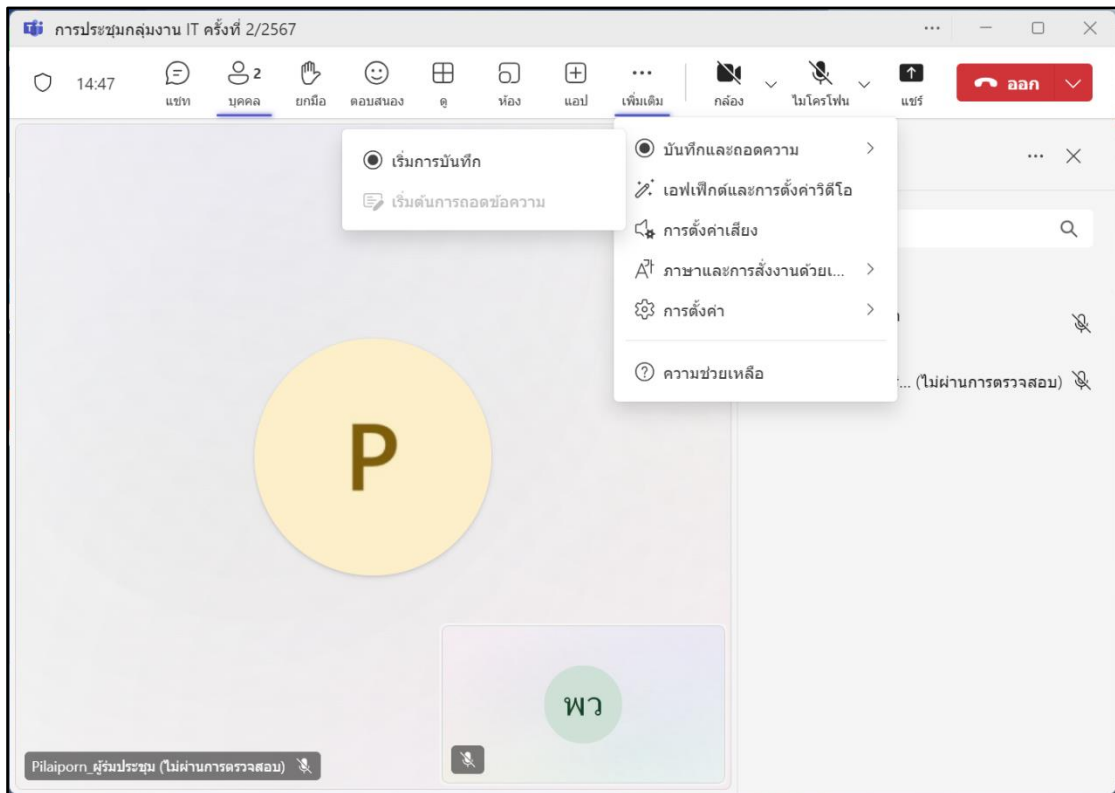 การประชุมกลุ่มงาน IT ครั้งที่ 2/2567
14:47
แชท
2
บุคคล
ยกมือ
ตอบสนอง
ดู
ห้อง
แอป
เพิ่มเติม
กล้อง
ไมโครโฟน
แชร์
ออก
เริ่มการบันทึก
เริ่มต้นการถอดข้อความ
บันทึกและถอดความ
เอฟเฟ็กต์และการตั้งค่าวิดีโอ
การตั้งค่าเสียง
ภาษาและการสั่งงานด้วยเ...
การตั้งค่า
ความช่วยเหลือ
... (ไม่ผ่านการตรวจสอบ)
P
พว
Pilaiporn_ผู้ร่มประชุม (ไม่ผ่านการตรวจสอบ)